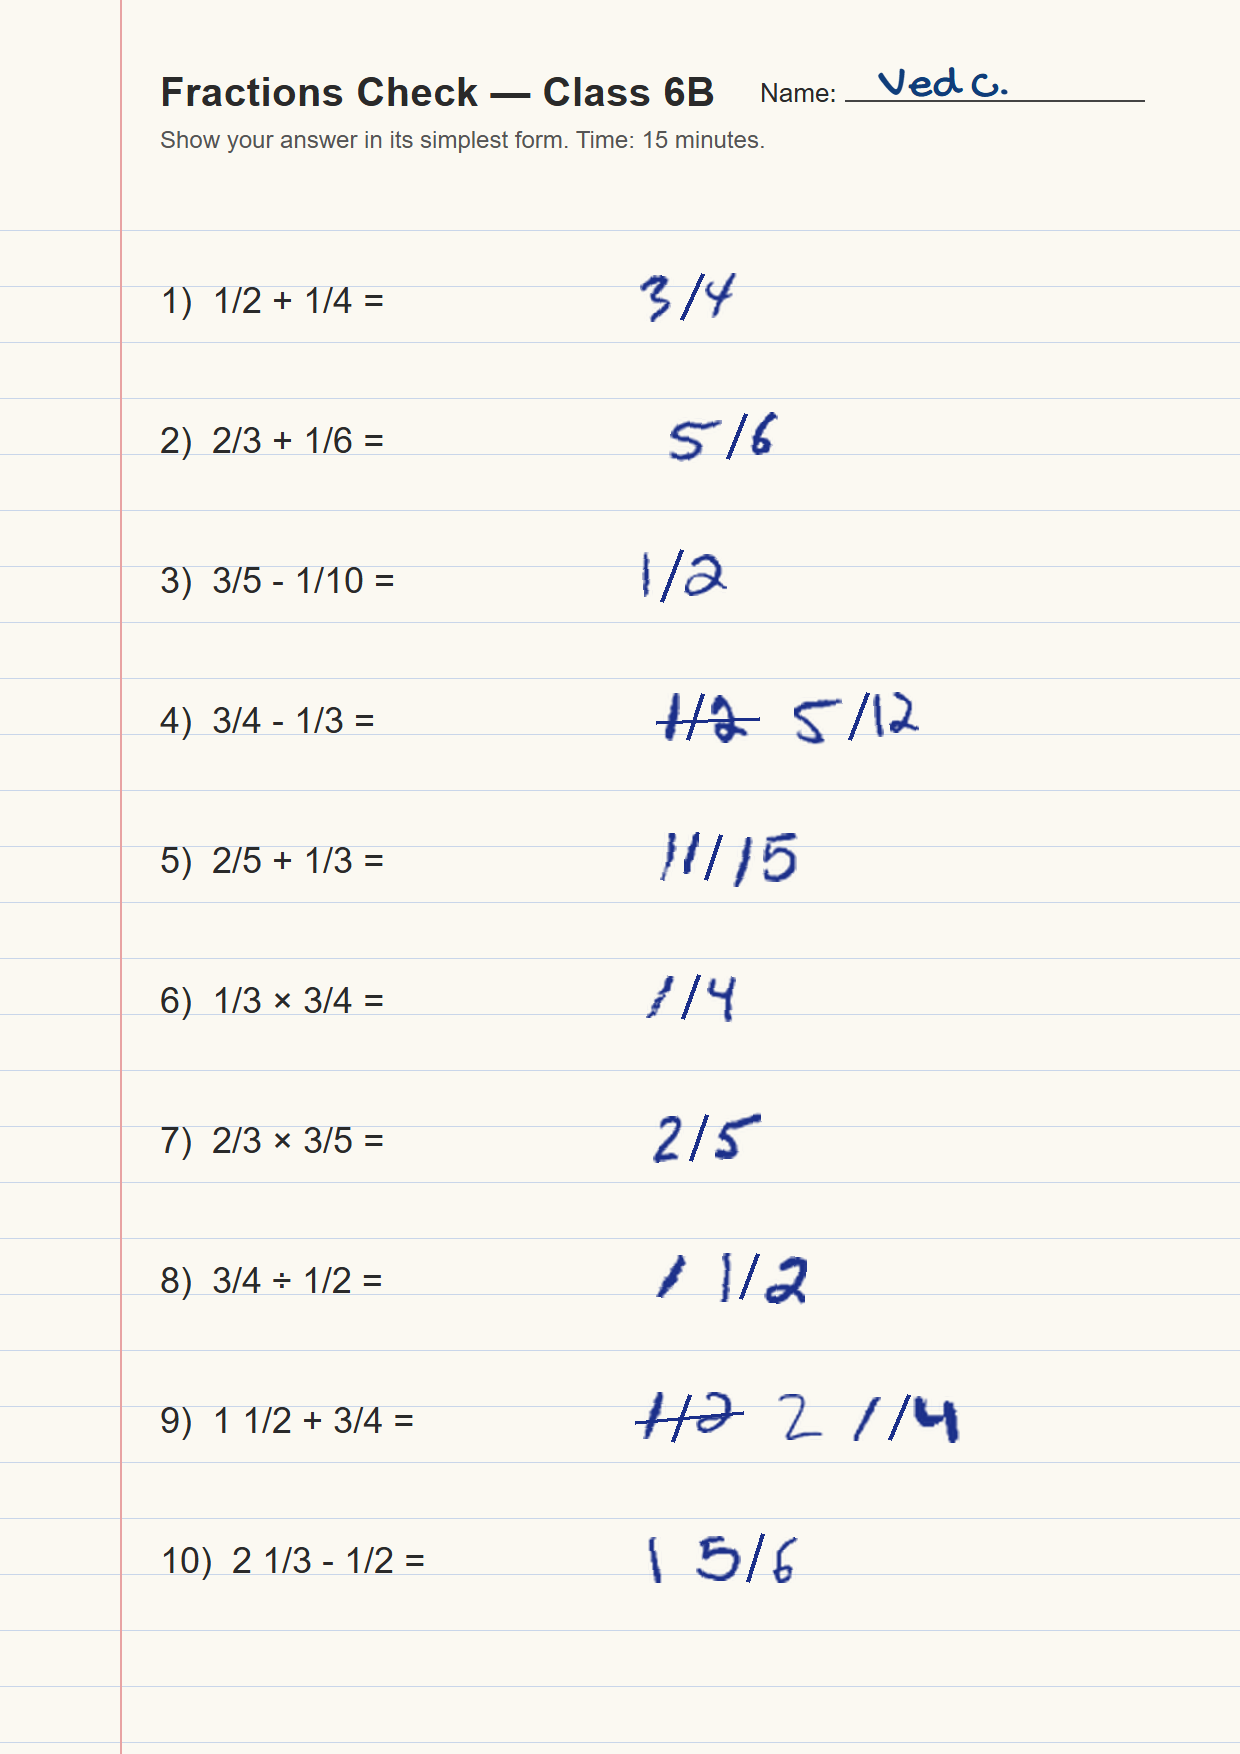 Fractions Check — Class 6B Name: Ved C.
Show your answer in its simplest form. Time: 15 minutes.
1) 1/2 + 1/4 = 3/4
2) 2/3 + 1/6 = 5/6
3) 3/5 - 1/10 = 1/2
4) 3/4 - 1/3 = 1/2 5/12
5) 2/5 + 1/3 = 11/15
6) 1/3 × 3/4 = 1/4
7) 2/3 × 3/5 = 2/5
8) 3/4 ÷ 1/2 = 1 1/2
9) 1 1/2 + 3/4 = 1/2 2 1/4
10) 2 1/3 - 1/2 = 1 5/6